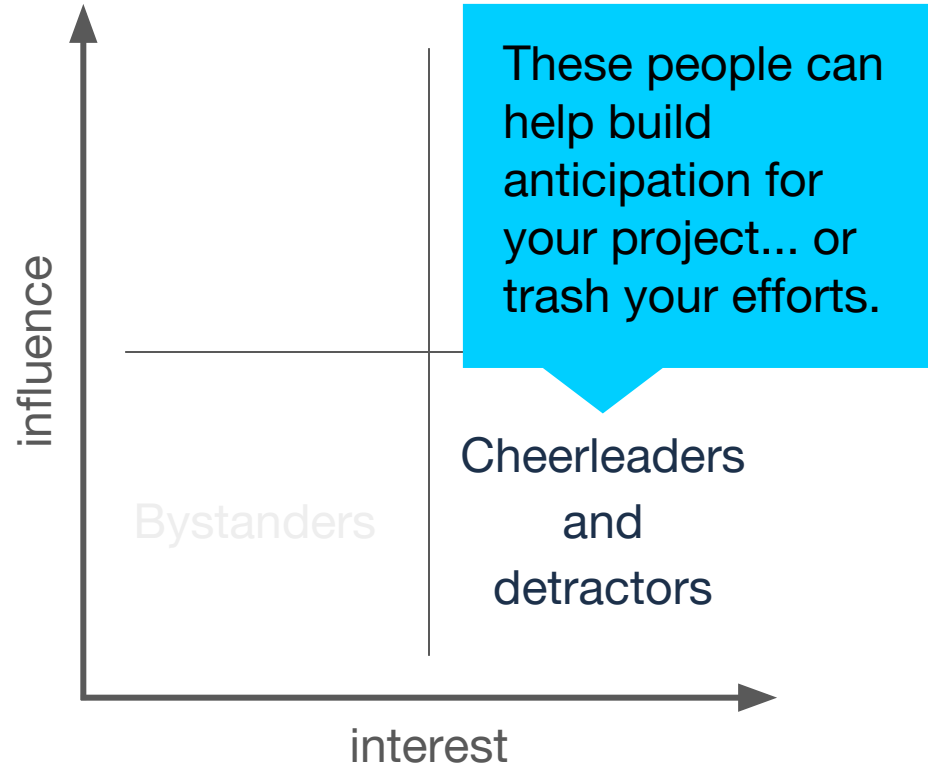 These people can
help build
anticipation for
your project... or
trash your efforts.
influence
Cheerleaders
Bystanders
and
detractors
interest